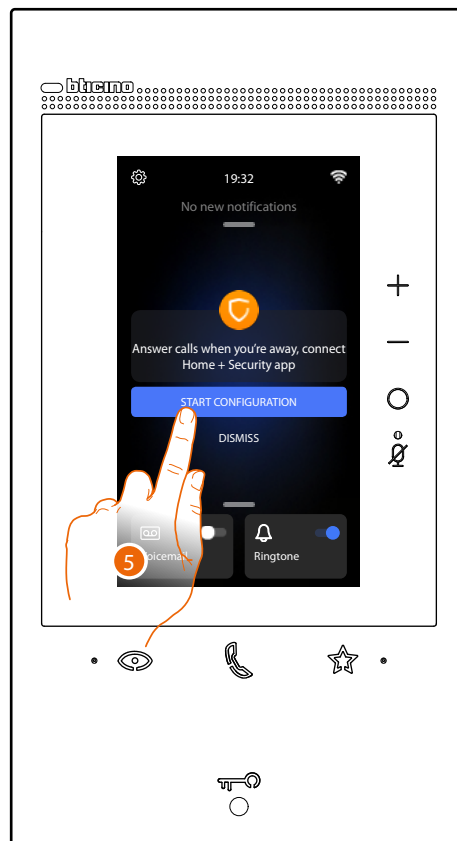 bticino
19:32
No new notifications
Answer calls when you're away, connect
Home + Security app
START CONFIGURATION
DISMISS
Ringtone
5